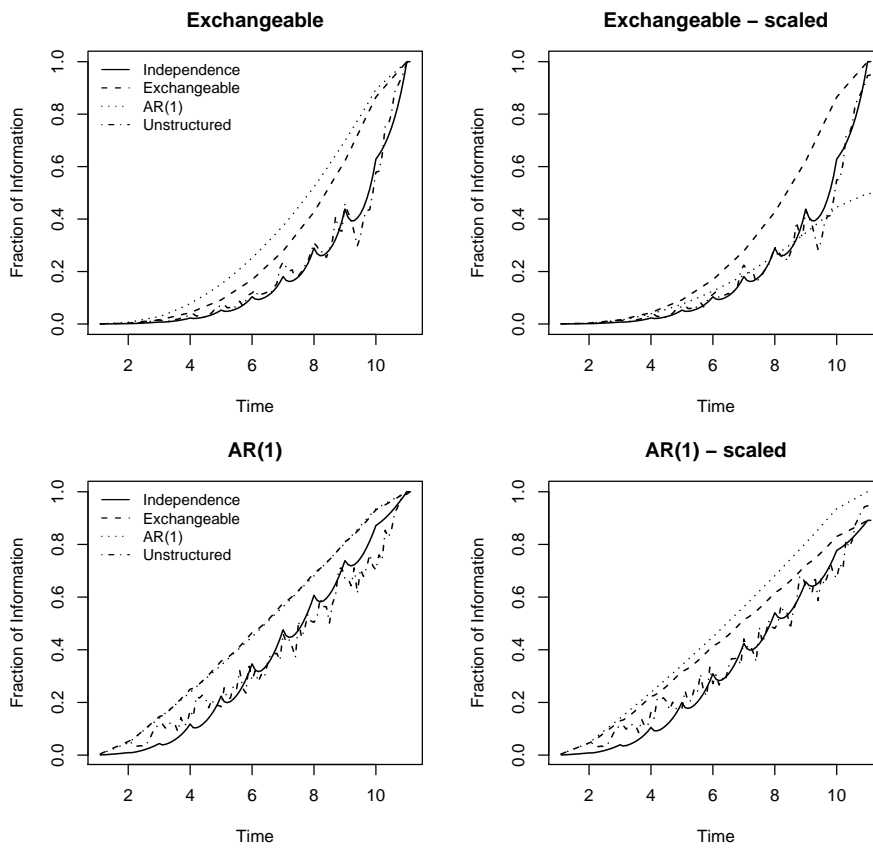 Exchangeable
Fraction of Information
1.0
0.8
0.6
0.4
0.2
0.0
Independence
Exchangeable
AR(1)
Unstructured
2 4 6 8 10
Time
Exchangeable – scaled
Fraction of Information
1.0
0.8
0.6
0.4
0.2
0.0
2 4 6 8 10
Time
AR(1)
Fraction of Information
1.0
0.8
0.6
0.4
0.2
0.0
Independence
Exchangeable
AR(1)
Unstructured
2 4 6 8 10
Time
AR(1) – scaled
Fraction of Information
1.0
0.8
0.6
0.4
0.2
0.0
2 4 6 8 10
Time